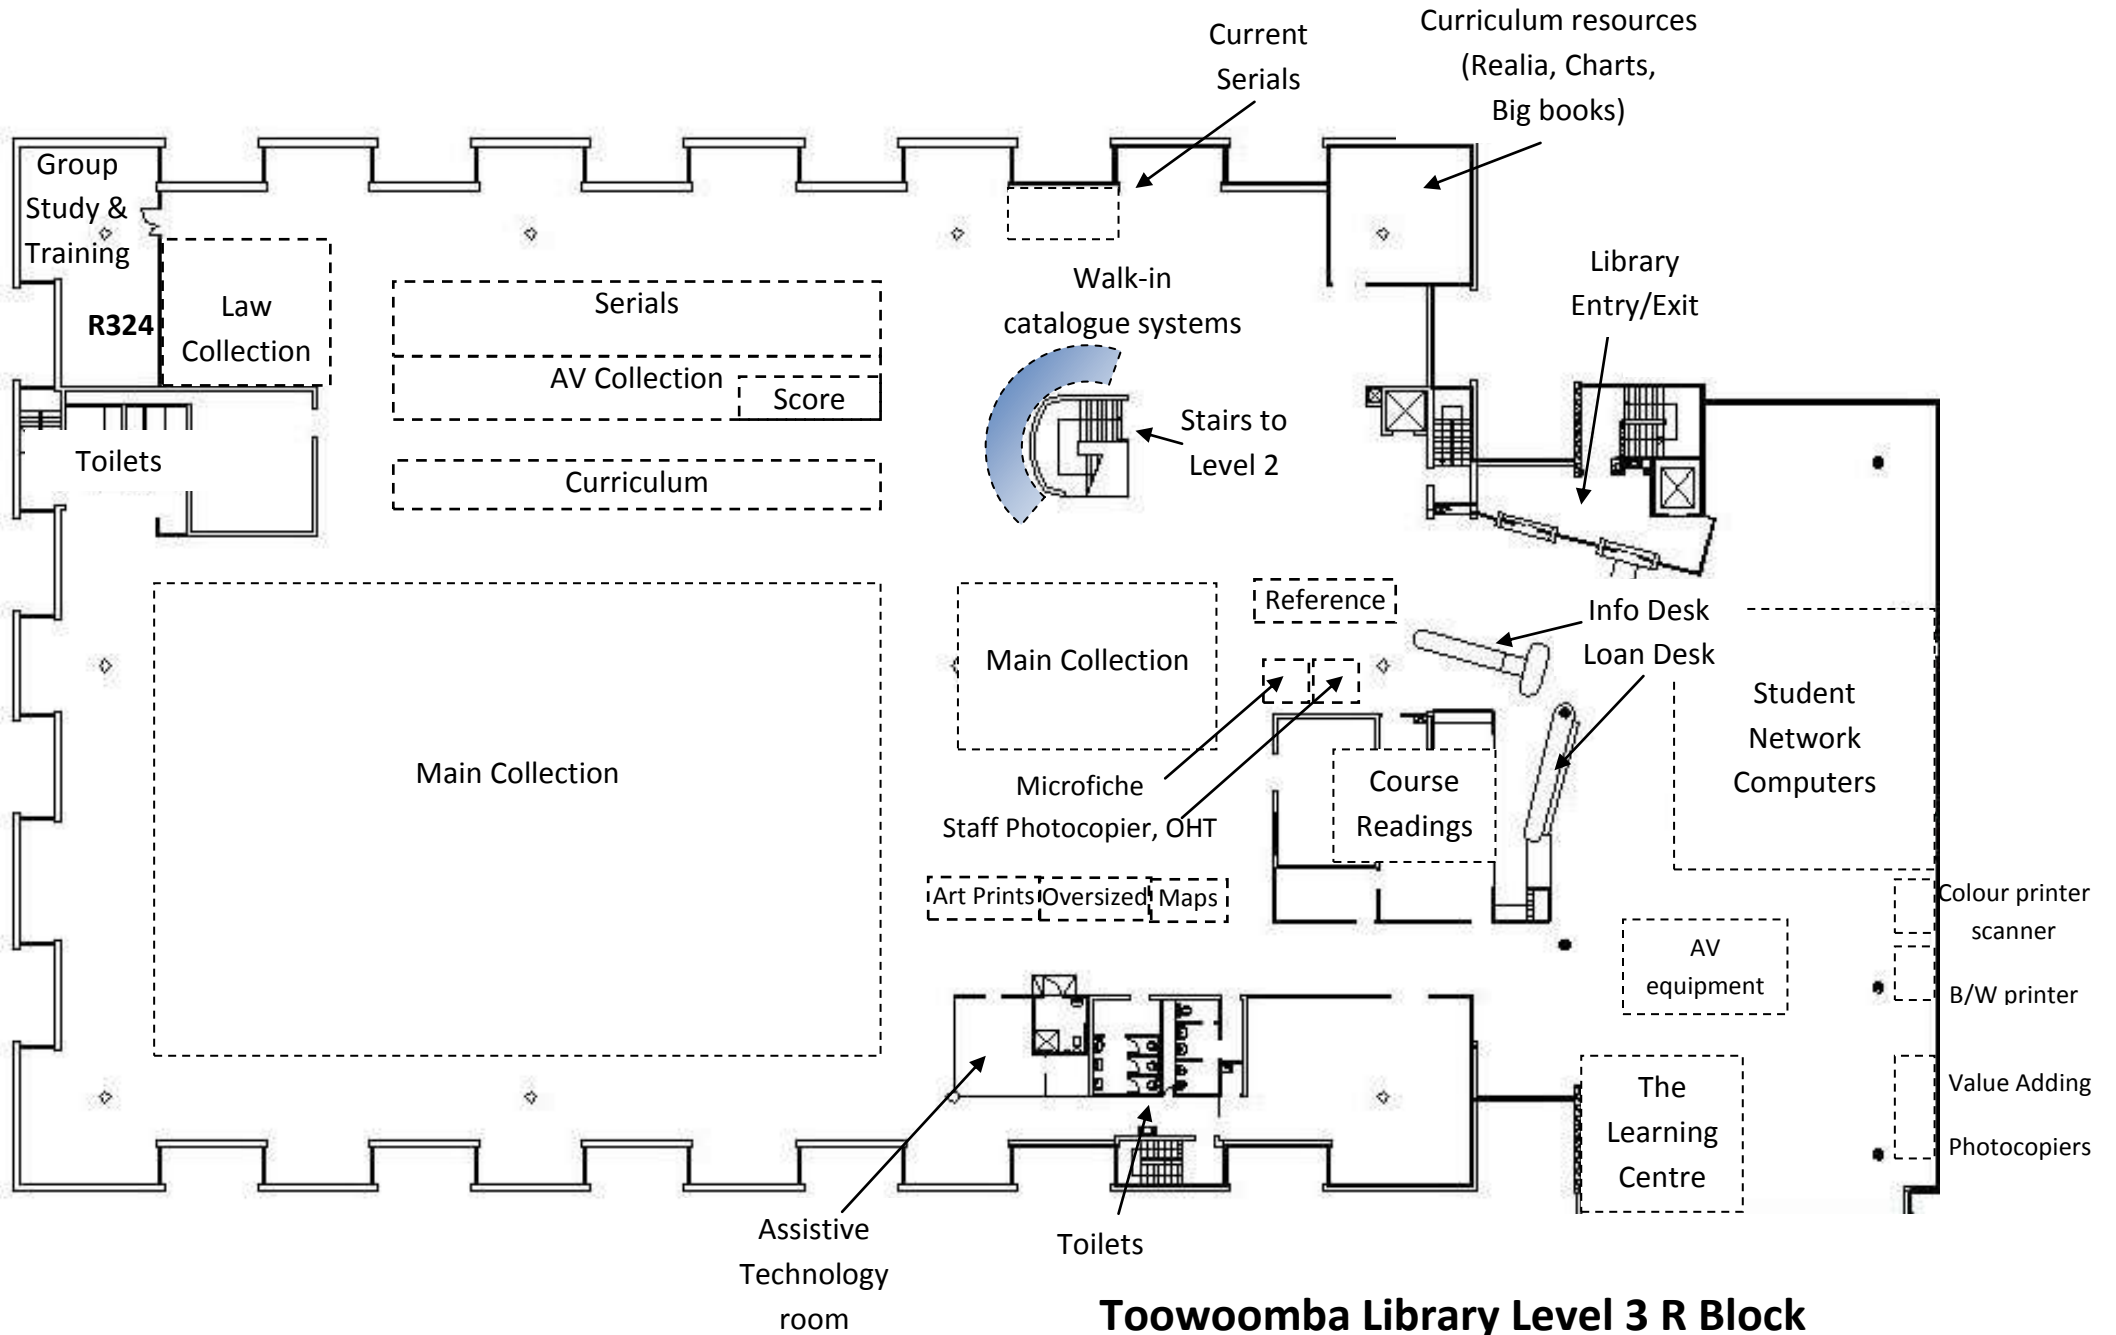 Current
Serials
Curriculum resources
(Realia, Charts,
Big books)
Group
Study &
Training
R324
Law
Collection
Serials
AV Collection
Score
Curriculum
Toilets
Walk-in
catalogue systems
Stairs to
Level 2
Library
Entry/Exit
Reference
Info Desk
Loan Desk
Main Collection
Main Collection
Student
Network
Computers
Microfiche
Staff Photocopier, OHT
Course
Readings
Art Prints
Oversized
Maps
Colour printer
scanner
AV
equipment
B/W printer
The
Learning
Centre
Value Adding
Photocopiers
Assistive
Technology
room
Toilets
Toowoomba Library Level 3 R Block